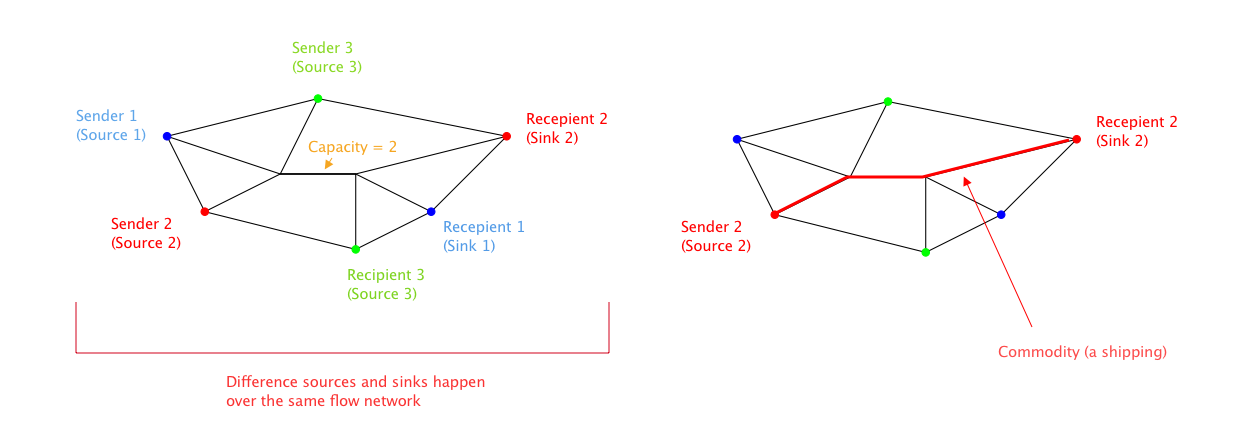 Sender 3
(Source 3)
Sender 1
(Source 1)
Recepient 2
(Sink 2)
Capacity = 2
Sender 2
(Source 2)
Recepient 1
(Sink 1)
Recipient 3
(Source 3)
Difference sources and sinks happen
over the same flow network
Recepient 2
(Sink 2)
Sender 2
(Source 2)
Commodity (a shipping)